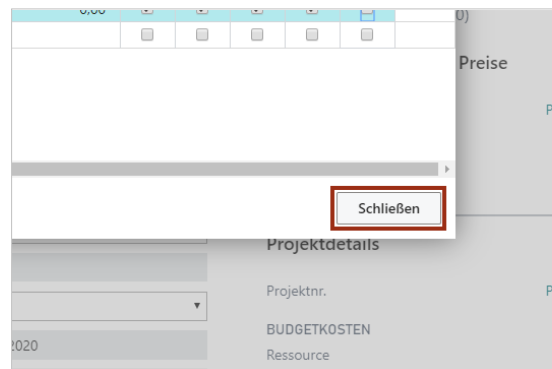 0,00
0)
Preise
P
Schließen
Projektdetails
Projektnr.
P
BUDGETKOSTEN
2020
Ressource